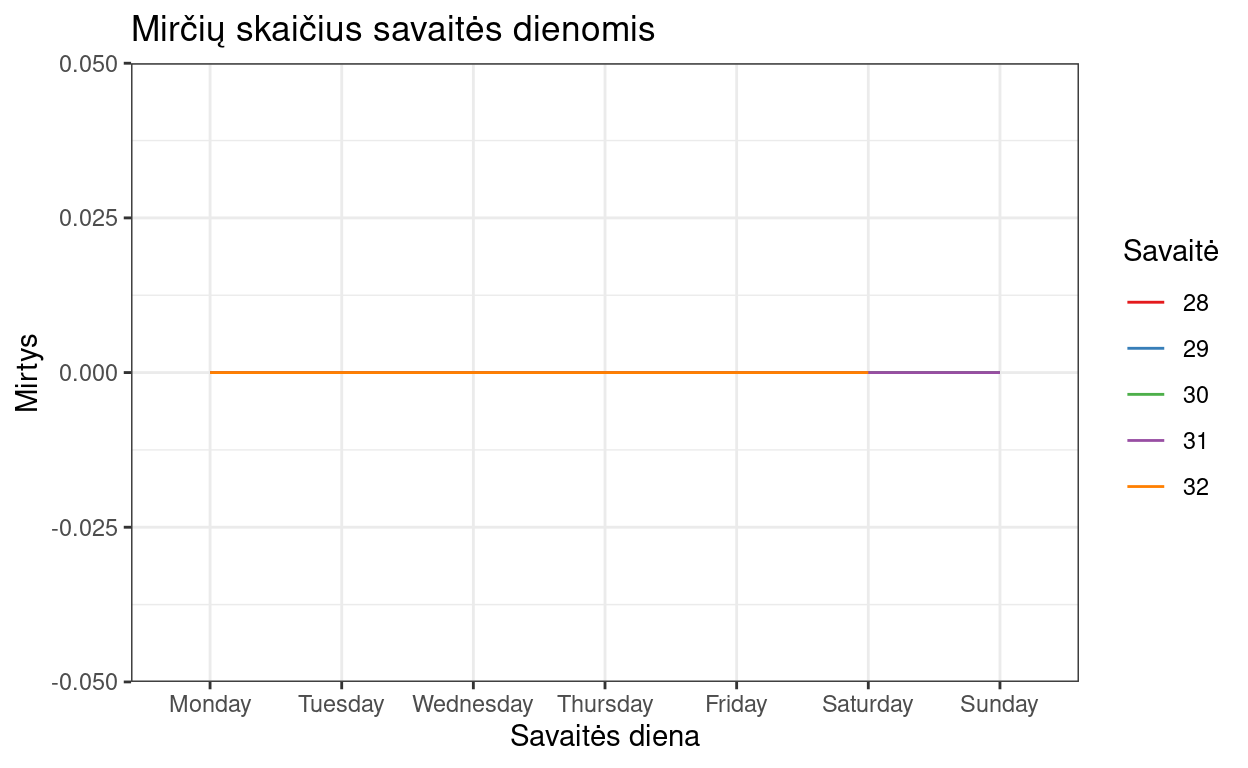 Mirčių skaičius savaitės dienomis
0.050
0.025
0.000
-0.025
-0.050
Mirtys
Monday Tuesday Wednesday Thursday Friday Saturday Sunday
Savaitės diena
Savaitė
28
29
30
31
32